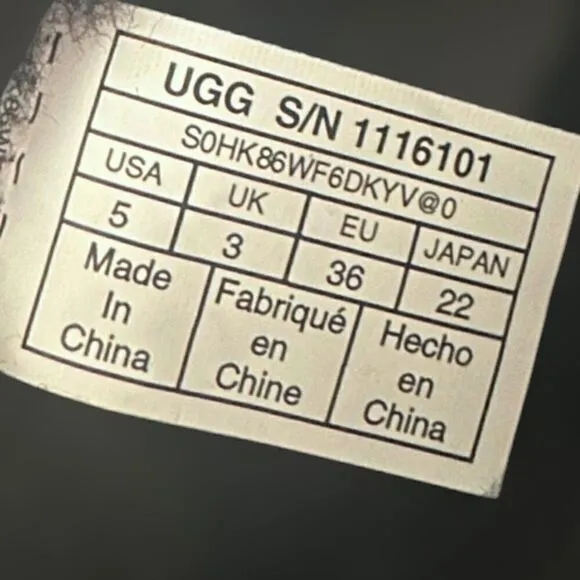 UGG S/N 1116101
S0HK86WF6DKYV@0
USA UK EU JAPAN
5 3 36 22
Made Fabriqué Hecho
In en en
China Chine China